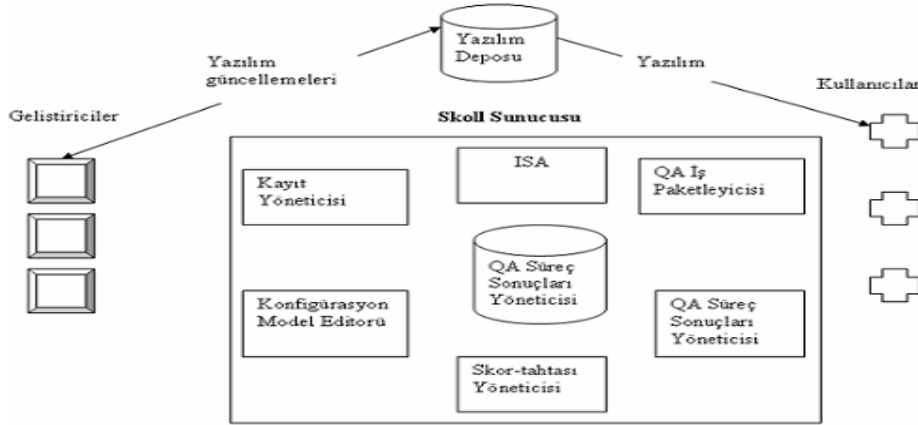 Yazılım
Deposu
Yazılım
güncellemeleri
Yazılım
Kullanıcılar
Geliştiriciler
Skoll Sunucusu
Kayıt
Yöneticisi
ISA
QA İş
Paketleyicisi
QA Süreç
Sonuçları
Yöneticisi
Konfigürasyon
Model Editorü
QA Süreç
Sonuçları
Yöneticisi
Skor-tahtası
Yöneticisi